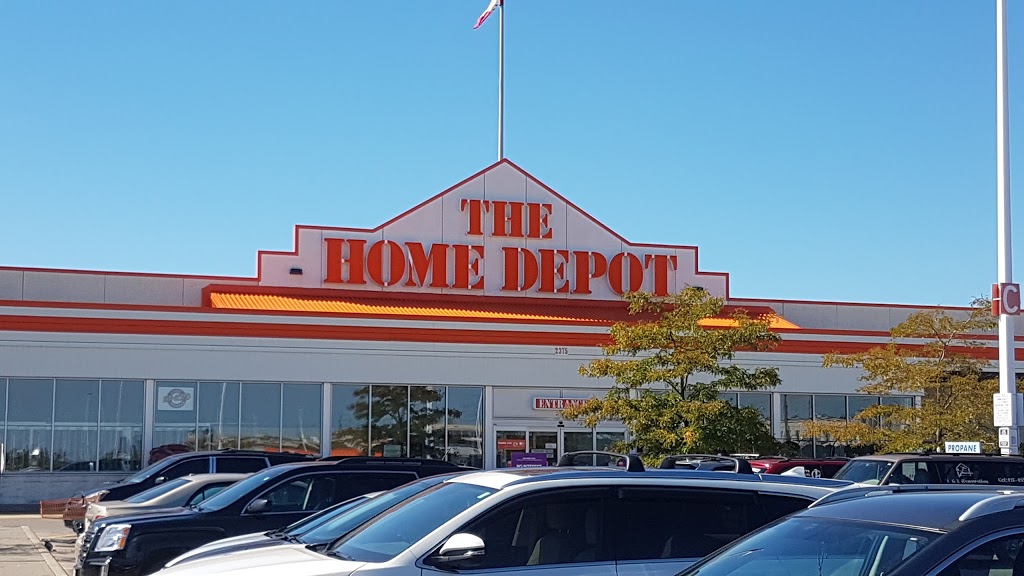 THE
HOME DEPOT
2375
ENTRANCE
C
PROPANE